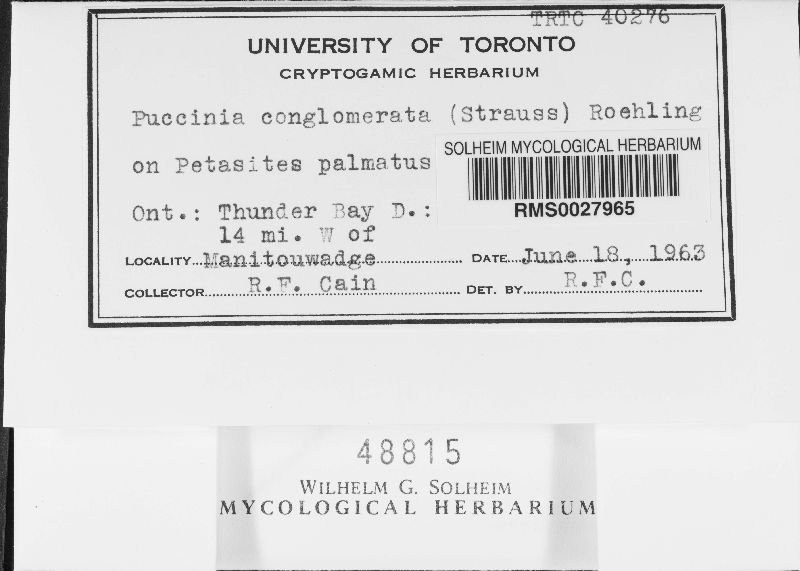 TRTC 40276
UNIVERSITY OF TORONTO
CRYPTOGAMIC HERBARIUM
Puccinia conglomerata (Strauss) Roehling
on Petasites palmatus
SOLHEIM MYCOLOGICAL HERBARIUM
RMS0027965
Ont.: Thunder Bay D.:
14 mi. W of
LOCALITY Manitouwadge DATE June 18, 1963
COLLECTOR R.F. Cain DET. BY R.F.C.
48815
WILHELM G. SOLHEIM
MYCOLOGICAL HERBARIUM